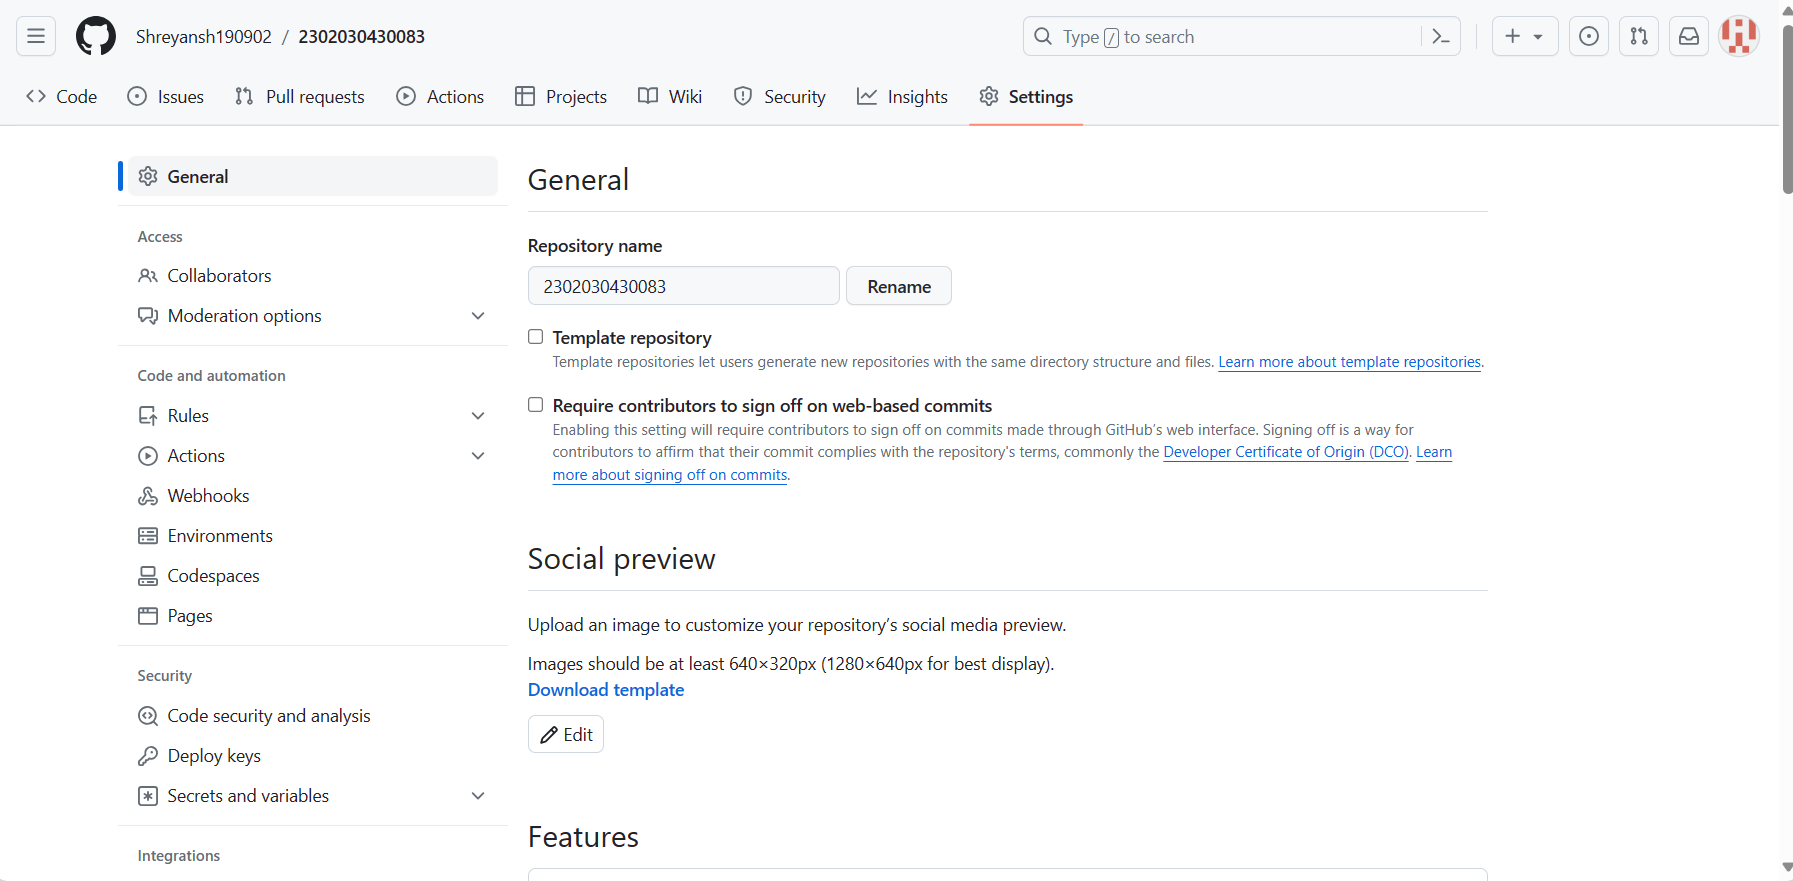 Shreyansh190902 / 2302030430083
Type / to search
Code Issues Pull requests Actions Projects Wiki Security Insights Settings
General
Access
Collaborators
Moderation options
Code and automation
Rules
Actions
Webhooks
Environments
Codespaces
Pages
Security
Code security and analysis
Deploy keys
Secrets and variables
Integrations
General
Repository name
2302030430083 Rename
Template repository
Template repositories let users generate new repositories with the same directory structure and files. Learn more about template repositories.
Require contributors to sign off on web-based commits
Enabling this setting will require contributors to sign off on commits made through GitHub's web interface. Signing off is a way for
contributors to affirm that their commit complies with the repository's terms, commonly the Developer Certificate of Origin (DCO). Learn
more about signing off on commits.
Social preview
Upload an image to customize your repository’s social media preview.
Images should be at least 640×320px (1280×640px for best display).
Download template
Edit
Features